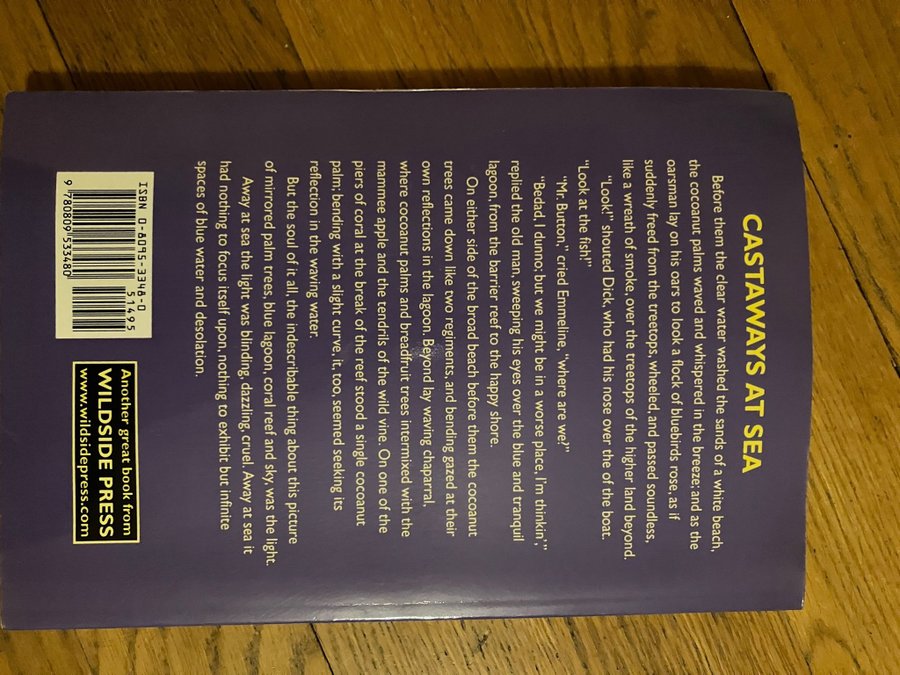 CASTAWAYS AT SEA
Before them the clear water washed the sands of a white beach,
the cocoanut palms waved and whispered in the breeze; and as the
oarsman lay on his oars to look a flock of bluebirds rose, as if
suddenly freed from the treetops, wheeled, and passed soundless,
like a wreath of smoke, over the treetops of the higher land beyond.
"Look!" shouted Dick, who had his nose over the of the boat.
"Look at the fish!"
"Mr. Button," cried Emmeline, "where are we?"
"Bedad, I dunno; but we might be in a worse place, I'm thinkin',"
replied the old man, sweeping his eyes over the blue and tranquil
lagoon, from the barrier reef to the happy shore.
On either side of the broad beach before them the cocoanut
trees came down like two regiments, and bending gazed at their
own reflections in the lagoon. Beyond lay waving chaparral,
where cocoanut palms and breadfruit trees intermixed with the
mammee apple and the tendrils of the wild vine. On one of the
piers of coral at the break of the reef stood a single cocoanut
palm; bending with a slight curve, it, too, seemed seeking its
reflection in the waving water.
But the soul of it all, the indescribable thing about this picture
of mirrored palm trees, blue lagoon, coral reef and sky, was the light.
Away at sea the light was blinding, dazzling, cruel. Away at sea it
had nothing to focus itself upon, nothing to exhibit but infinite
spaces of blue water and desolation.
ISBN 0-8095-3348-0
51495
9 780809 533480
Another great book from
WILDSIDE PRESS
www.wildsidepress.com